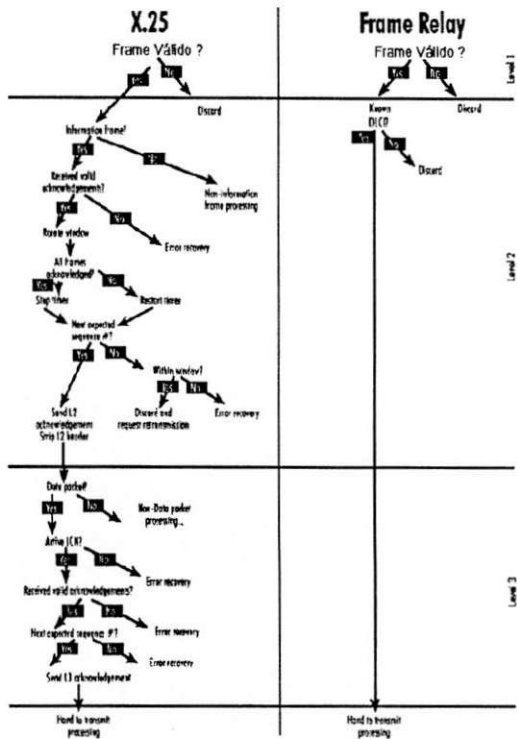 X.25
Frame Válido ?
Yes
No
Discard
Information frame?
Yes
No
Non-information
frame processing
Received valid
acknowledgements?
Yes
No
Error recovery
Rotate window
All frames
acknowledged?
Yes
No
Stop timer
Restart timer
Next expected
sequence #?
Yes
No
Within window?
Yes
No
Send L2
acknowledgement
Strip L2 header
Discard and
request retransmission
Error recovery
Data packet?
Yes
No
Non-Data packet
processing...
Active LCN?
Yes
No
Error recovery
Received valid acknowledgements?
Yes
No
Error recovery
Next expected sequence #?
Yes
No
Error recovery
Send L3 acknowledgement
Hand to transmit
processing
Frame Relay
Frame Válido ?
Yes
No
Known
DLCI?
Discard
Yes
No
Discard
Hand to transmit
processing
Level 1
Level 2
Level 3